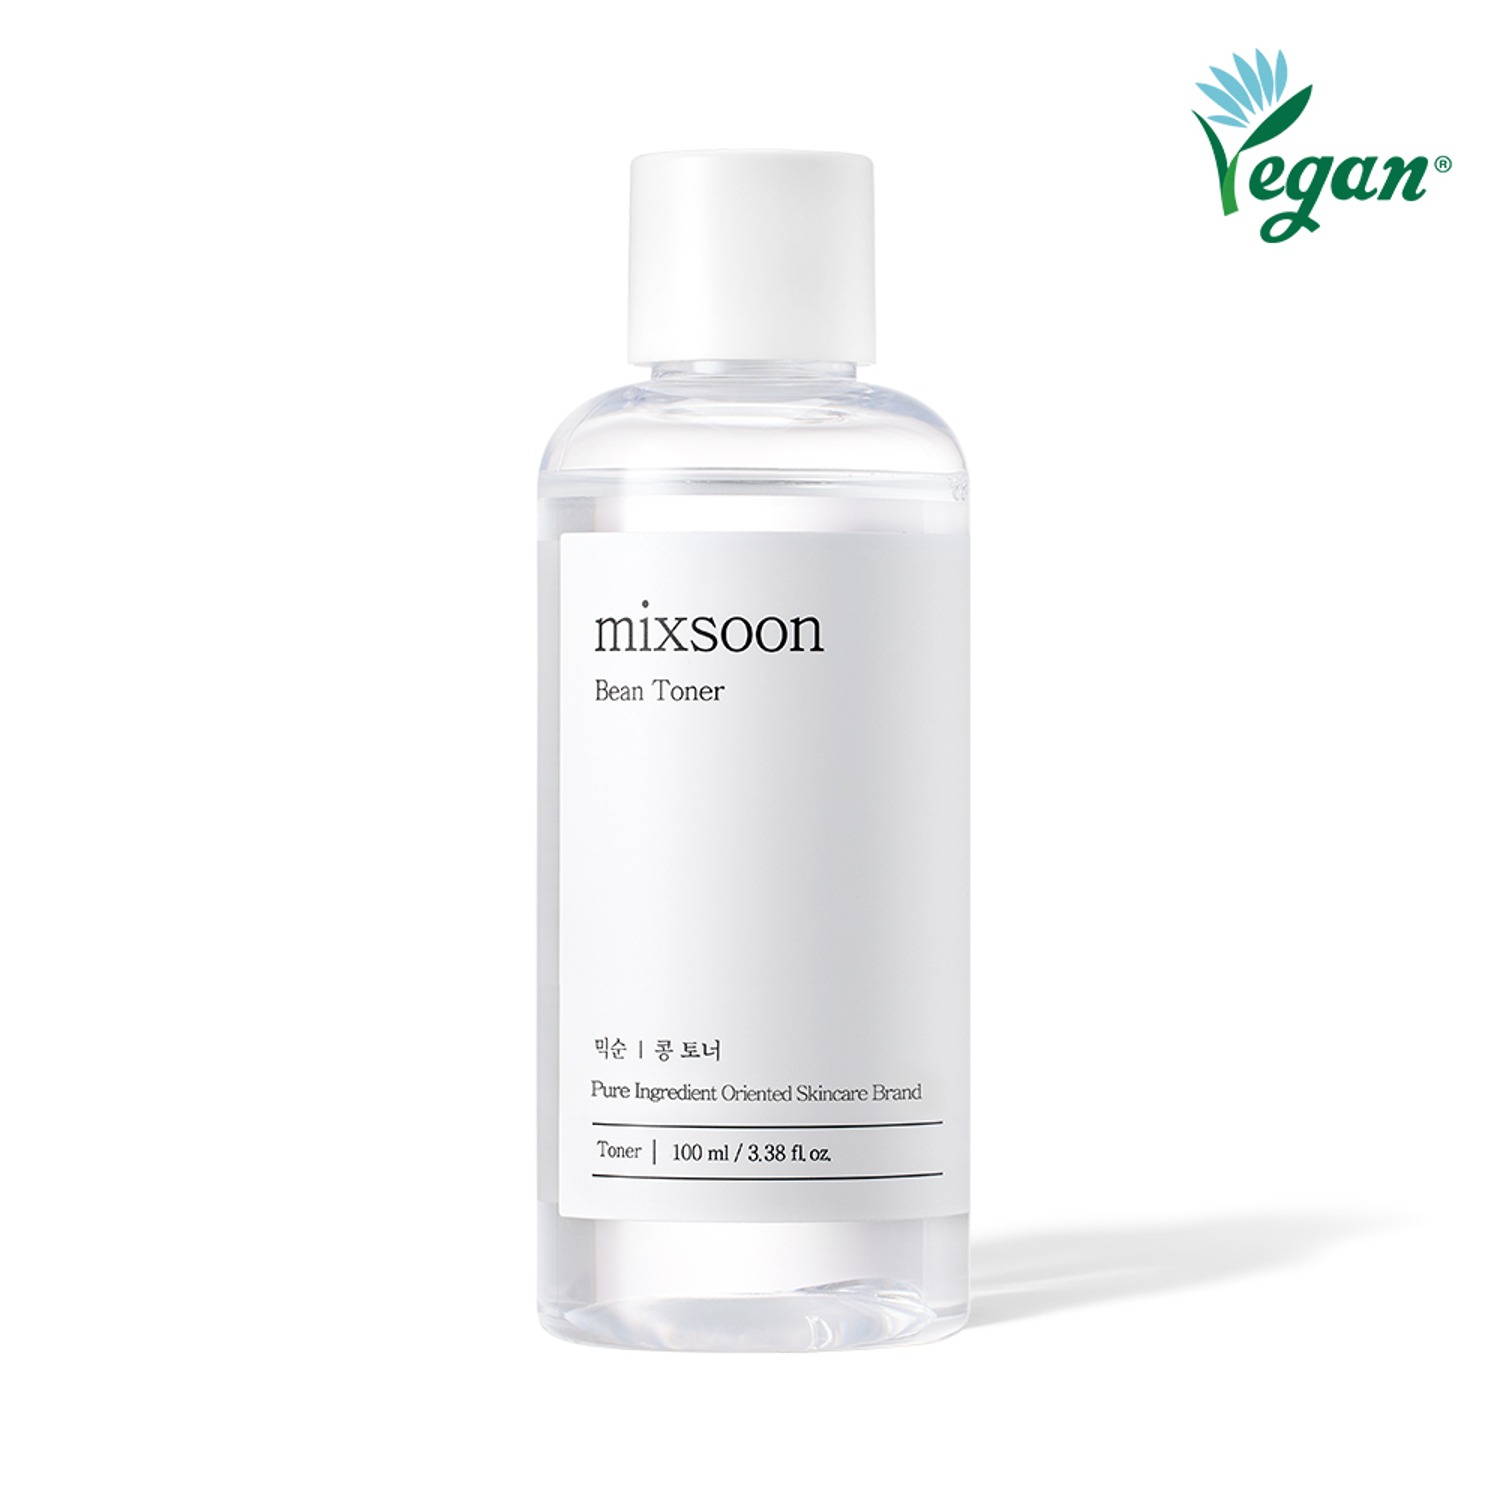 Vegan®
mixsoon
Bean Toner
믹순 | 콩 토너
Pure Ingredient Oriented Skincare Brand
Toner | 100 ml / 3.38 fl. oz.